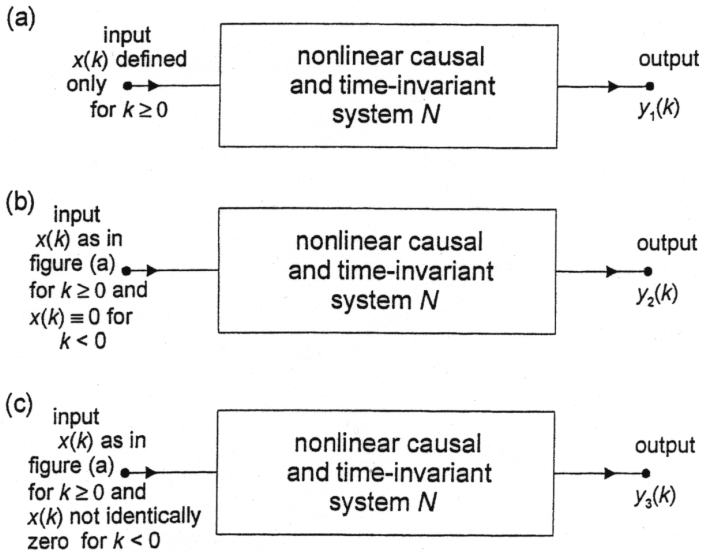 (a)
input
x(k) defined
only
for k ≥ 0
nonlinear causal
and time-invariant
system N
output
y₁(k)
(b)
input
x(k) as in
figure (a)
for k ≥ 0 and
x(k) ≡ 0 for
k < 0
nonlinear causal
and time-invariant
system N
output
y₂(k)
(c)
input
x(k) as in
figure (a)
for k ≥ 0 and
x(k) not identically
zero for k < 0
nonlinear causal
and time-invariant
system N
output
y₃(k)